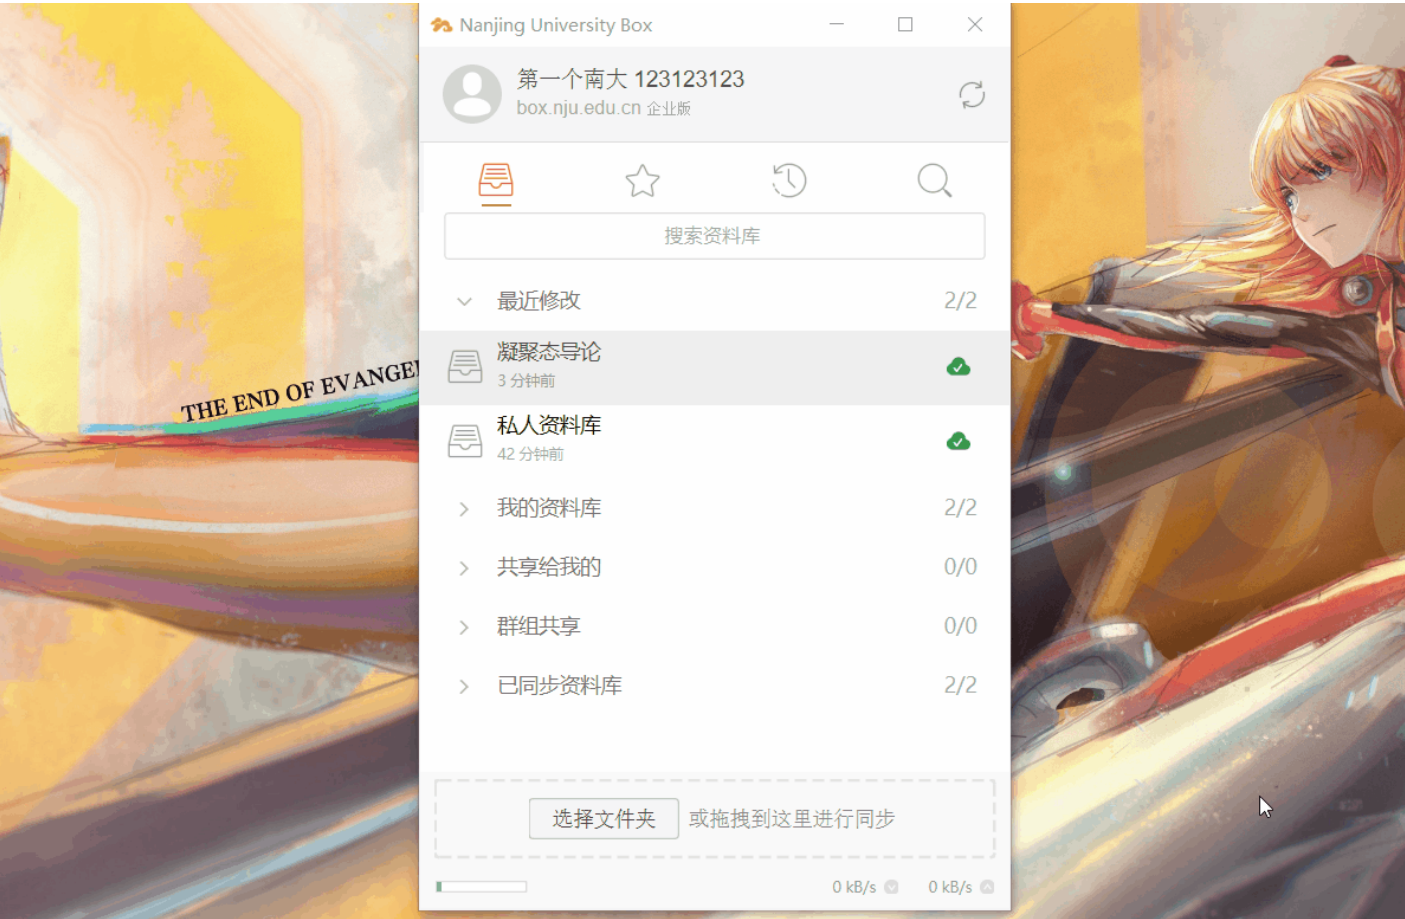 Nanjing University Box
第一个南大 123123123
box.nju.edu.cn 企业版
搜索资料库
最近修改 2/2
凝聚态导论
3 分钟前
私人资料库
42 分钟前
我的资料库 2/2
共享给我的 0/0
群组共享 0/0
已同步资料库 2/2
选择文件夹 或拖拽到这里进行同步
0 kB/s 0 kB/s
THE END OF EVANGE